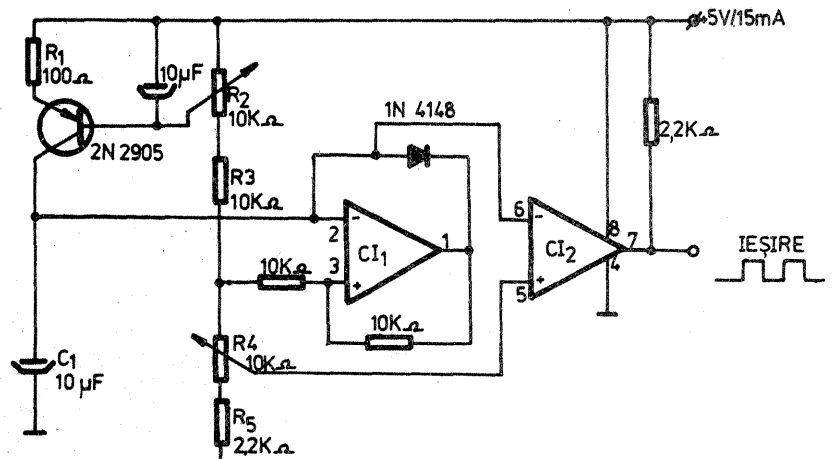 +5V/15mA
R1
100Ω
10µF
R2
10KΩ
2N 2905
1N 4148
2,2KΩ
R3
10KΩ
2
3
1
CI1
-
+
6
5
8
7
4
CI2
-
+
IEŞIRE
10KΩ
10KΩ
R4
10KΩ
C1
10 µF
R5
2,2KΩ